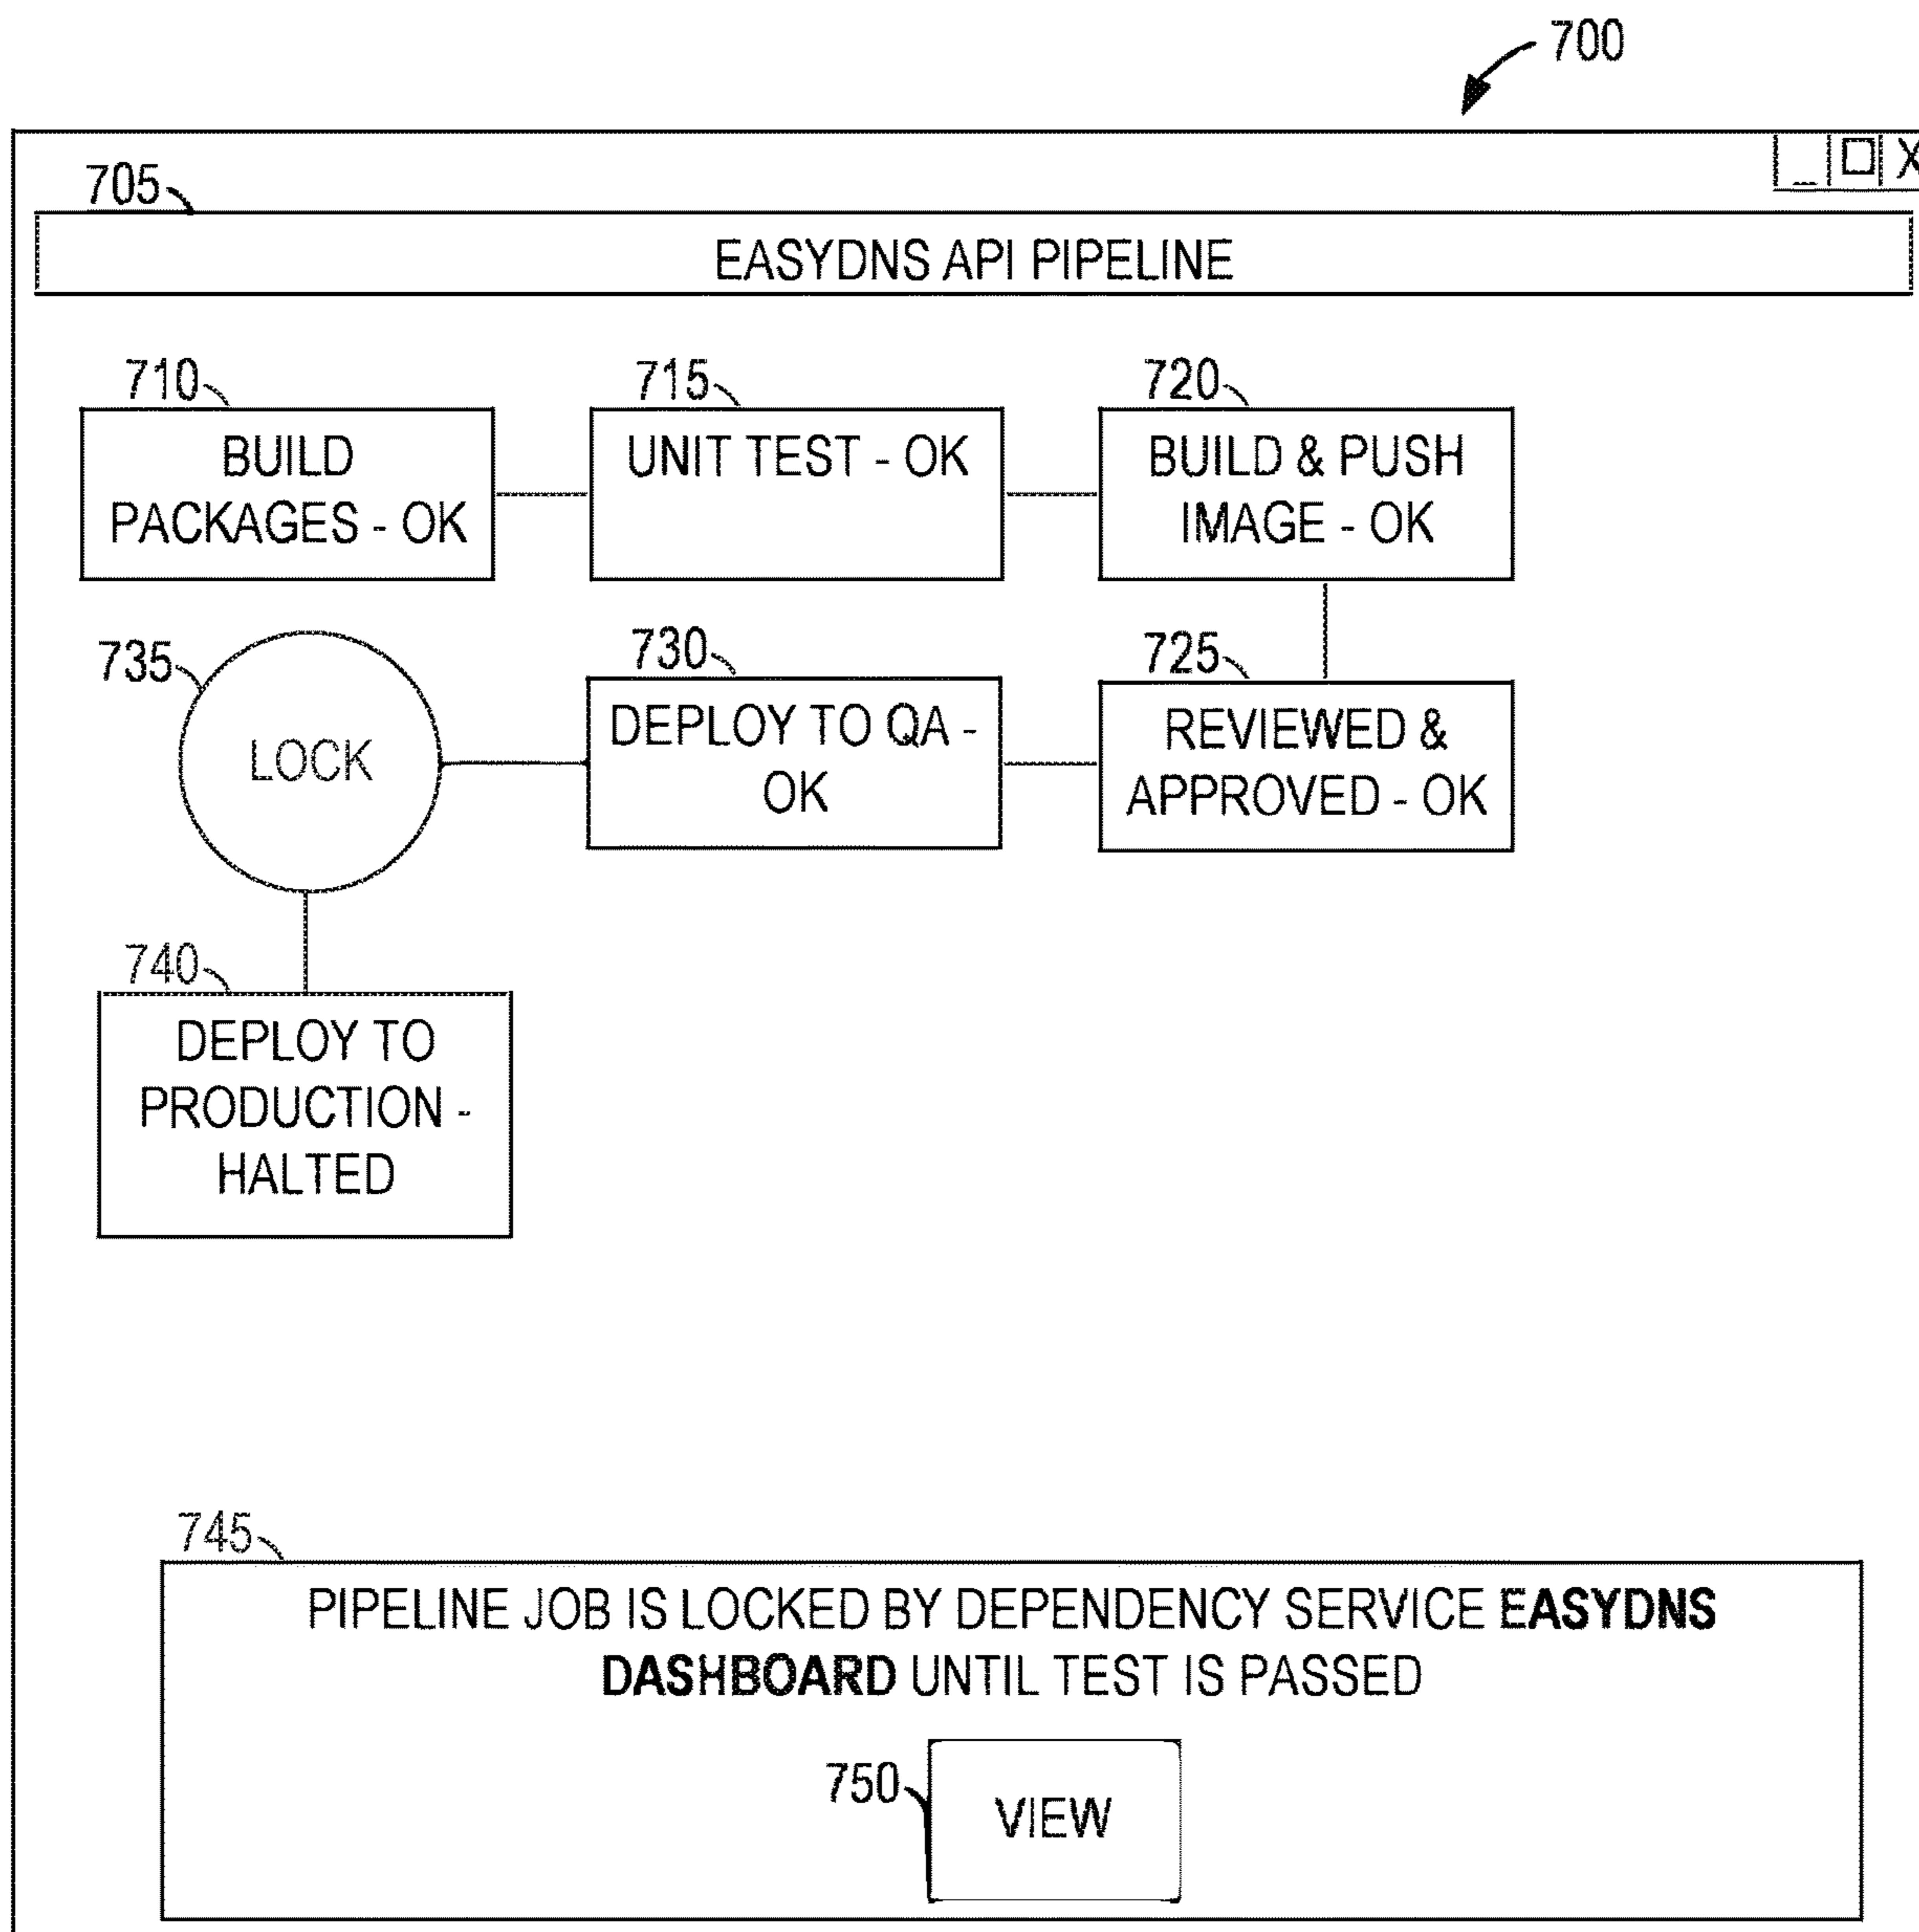 700
_ □ X
705
EASYDNS API PIPELINE
710
BUILD
PACKAGES - OK
715
UNIT TEST - OK
720
BUILD & PUSH
IMAGE - OK
725
REVIEWED &
APPROVED - OK
730
DEPLOY TO QA -
OK
735
LOCK
740
DEPLOY TO
PRODUCTION -
HALTED
745
PIPELINE JOB IS LOCKED BY DEPENDENCY SERVICE EASYDNS
DASHBOARD UNTIL TEST IS PASSED
750
VIEW